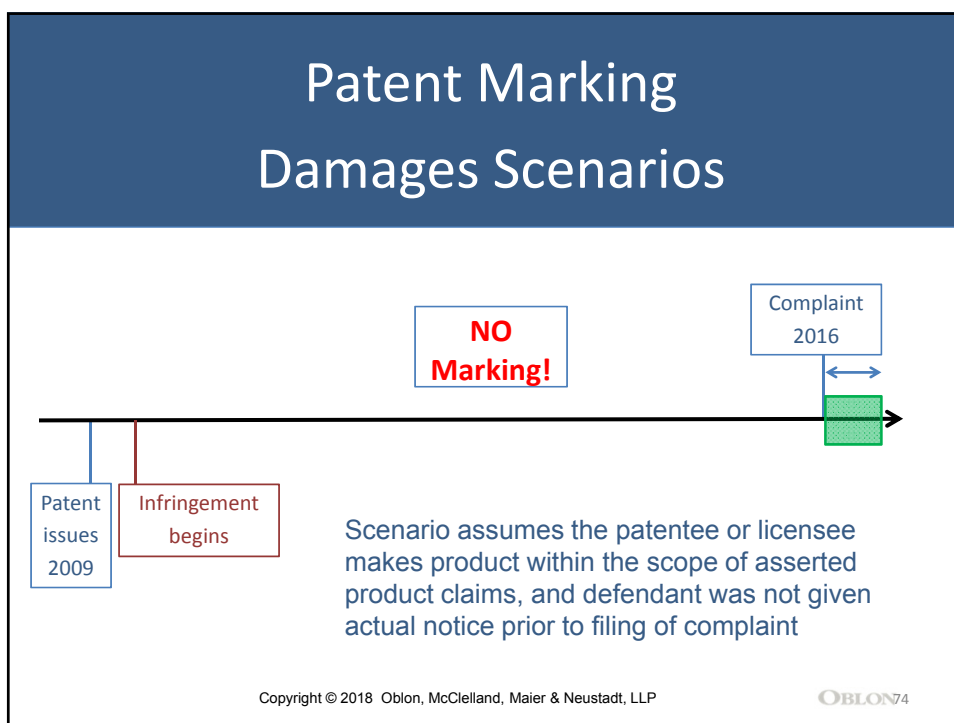 Patent Marking
Damages Scenarios
NO
Marking!
Complaint
2016
Patent
issues
2009
Infringement
begins
Scenario assumes the patentee or licensee
makes product within the scope of asserted
product claims, and defendant was not given
actual notice prior to filing of complaint
Copyright © 2018 Oblon, McClelland, Maier & Neustadt, LLP
OBLON 74